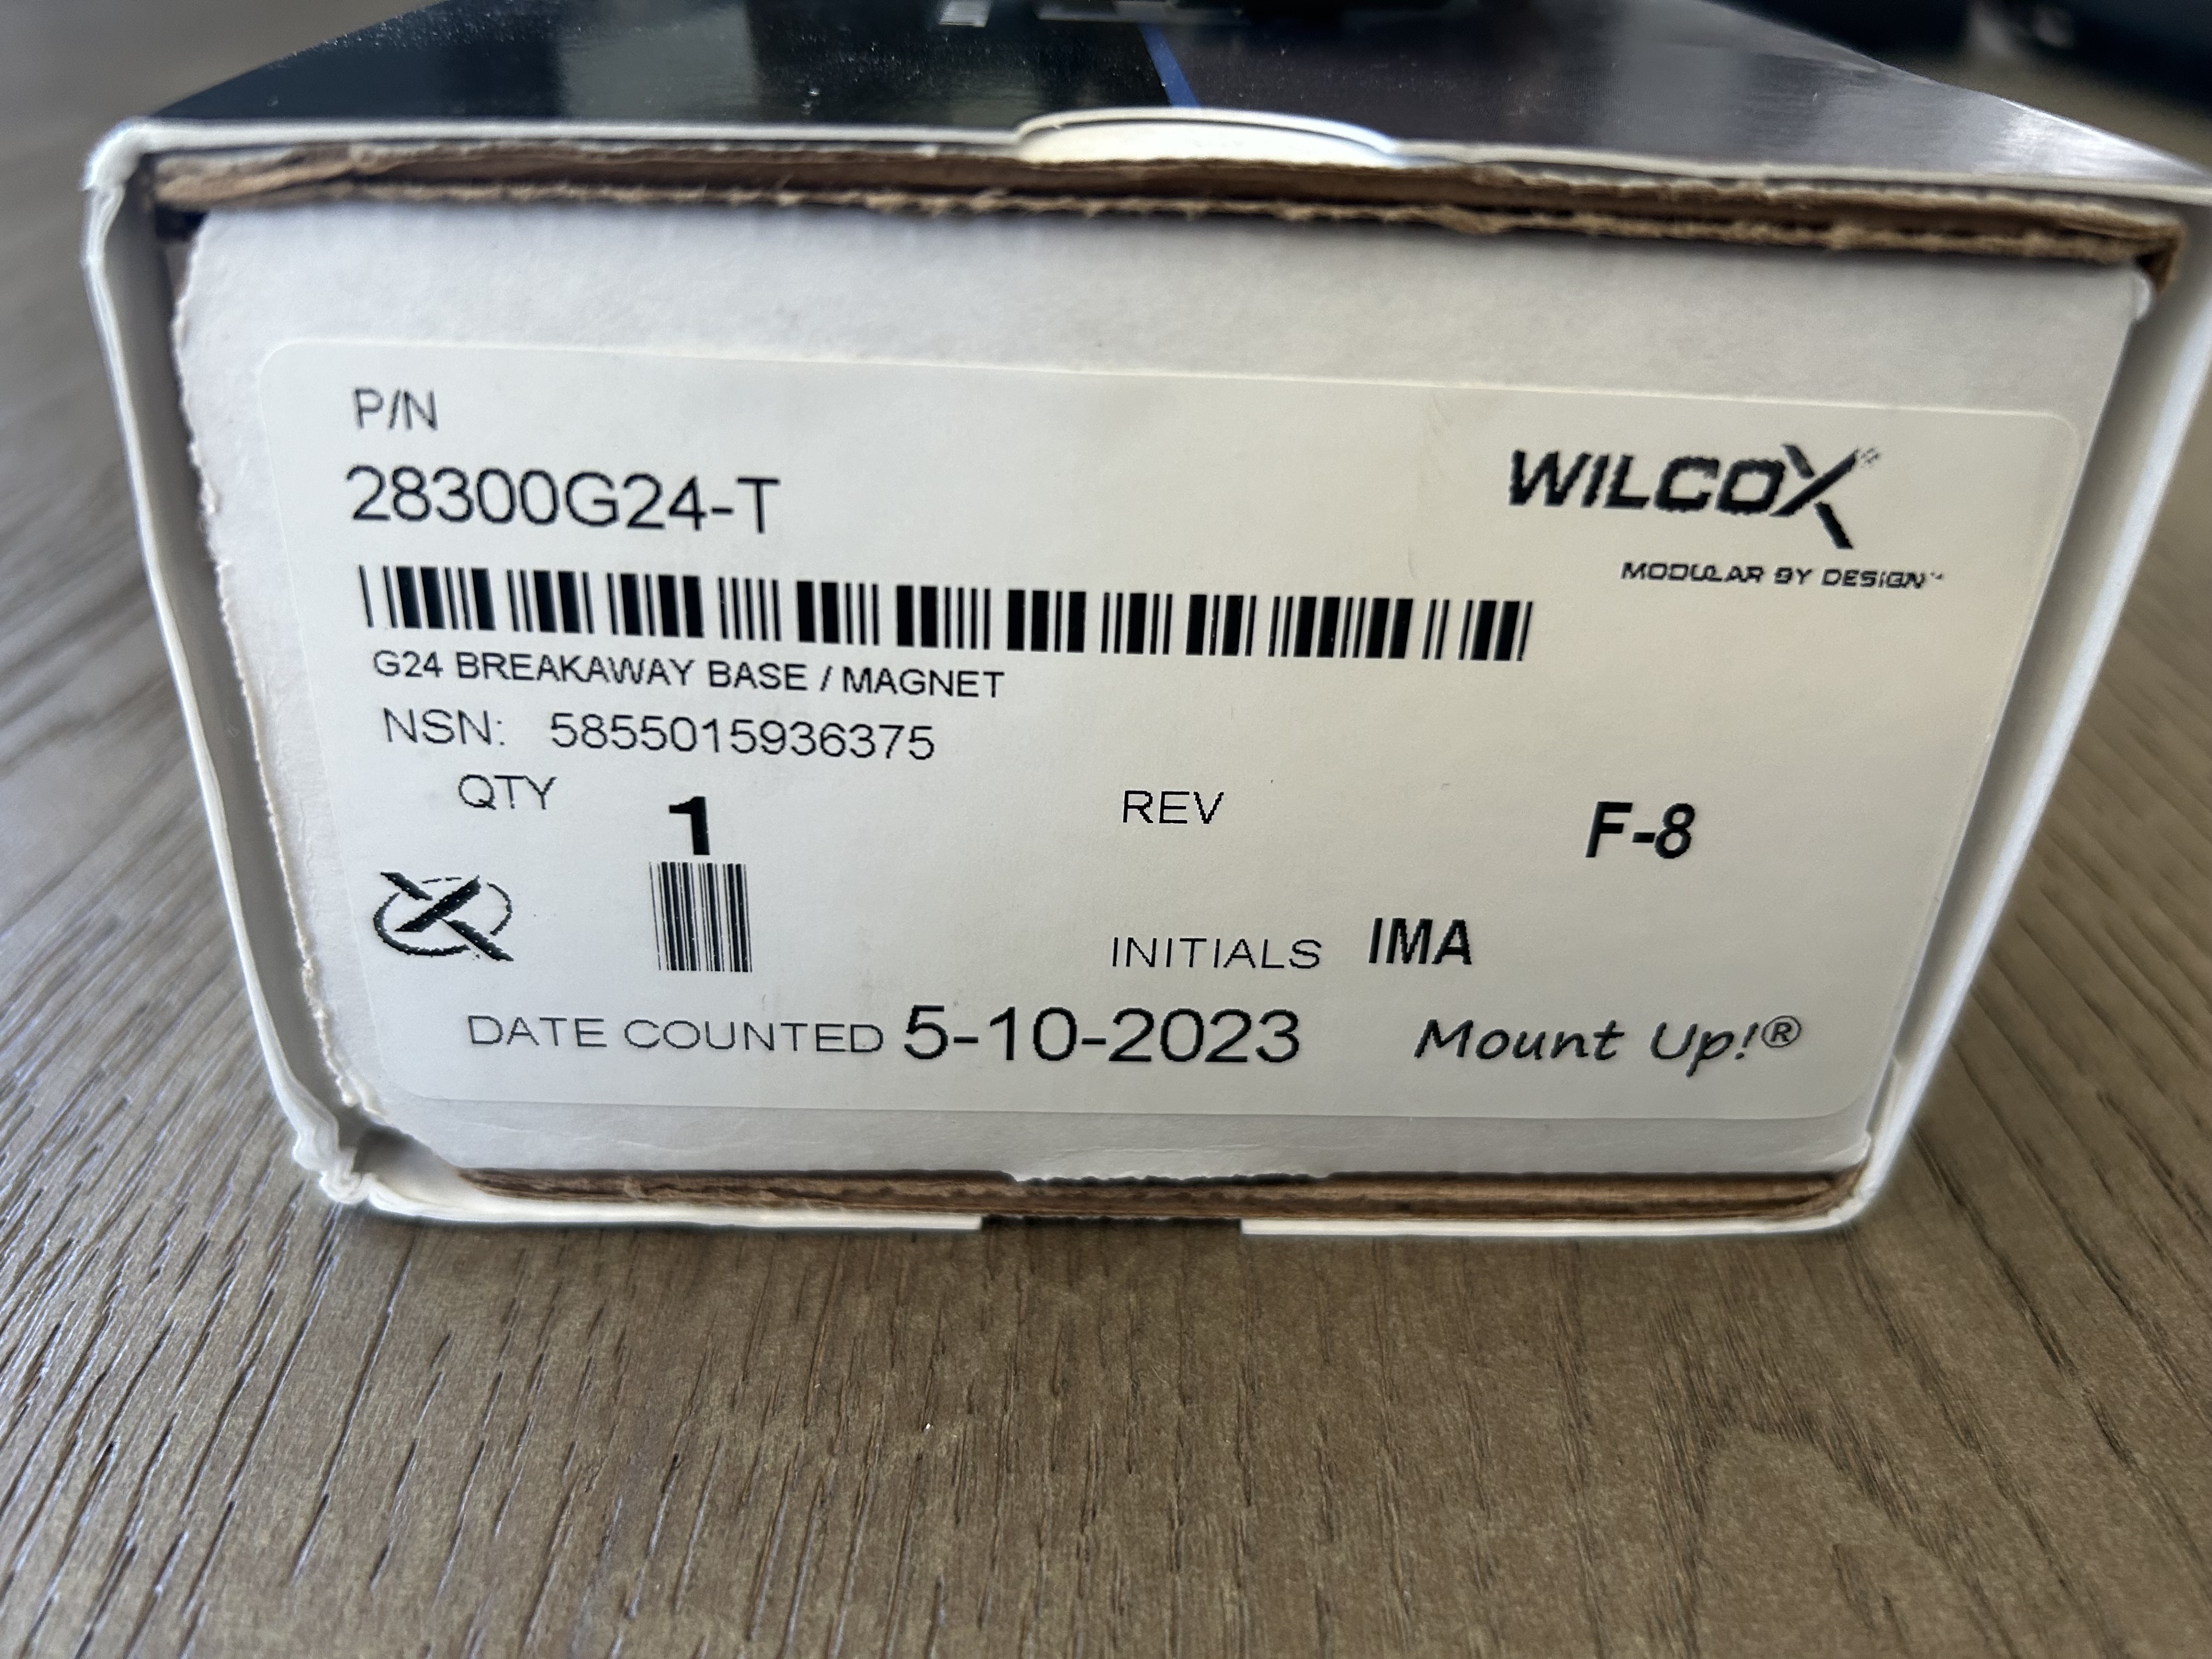 P/N
28300G24-T
WILCOX®
MODULAR BY DESIGN™
G24 BREAKAWAY BASE / MAGNET
NSN: 5855015936375
QTY 1 REV F-8
INITIALS IMA
DATE COUNTED 5-10-2023 Mount Up!®